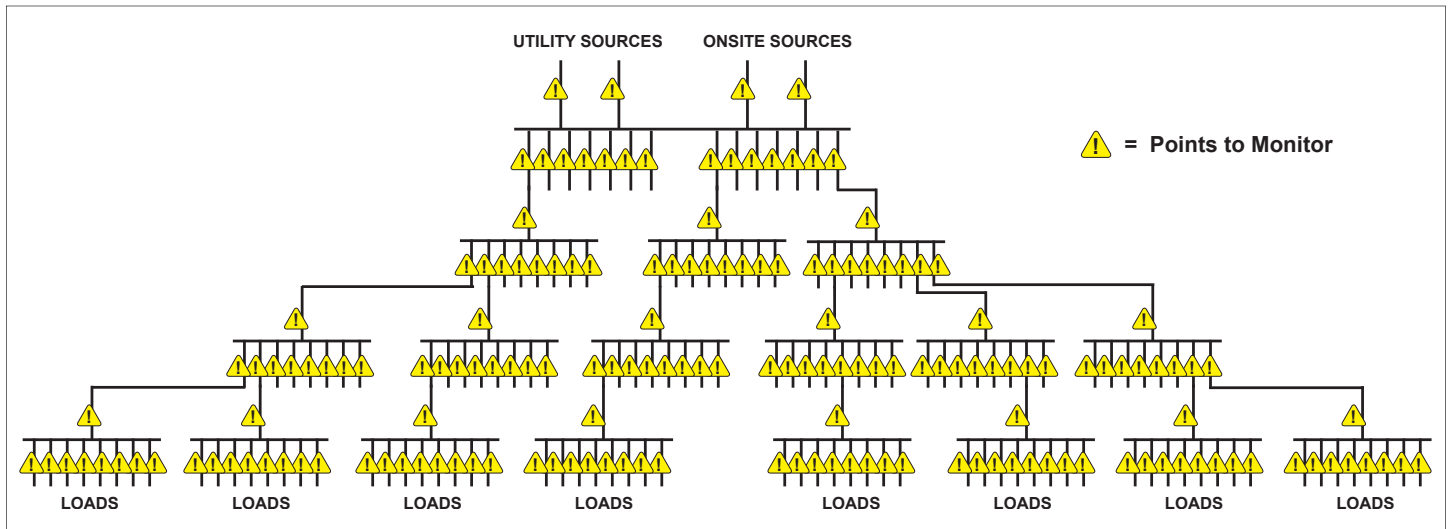 UTILITY SOURCES ONSITE SOURCES
! = Points to Monitor
LOADS LOADS LOADS LOADS LOADS LOADS LOADS LOADS